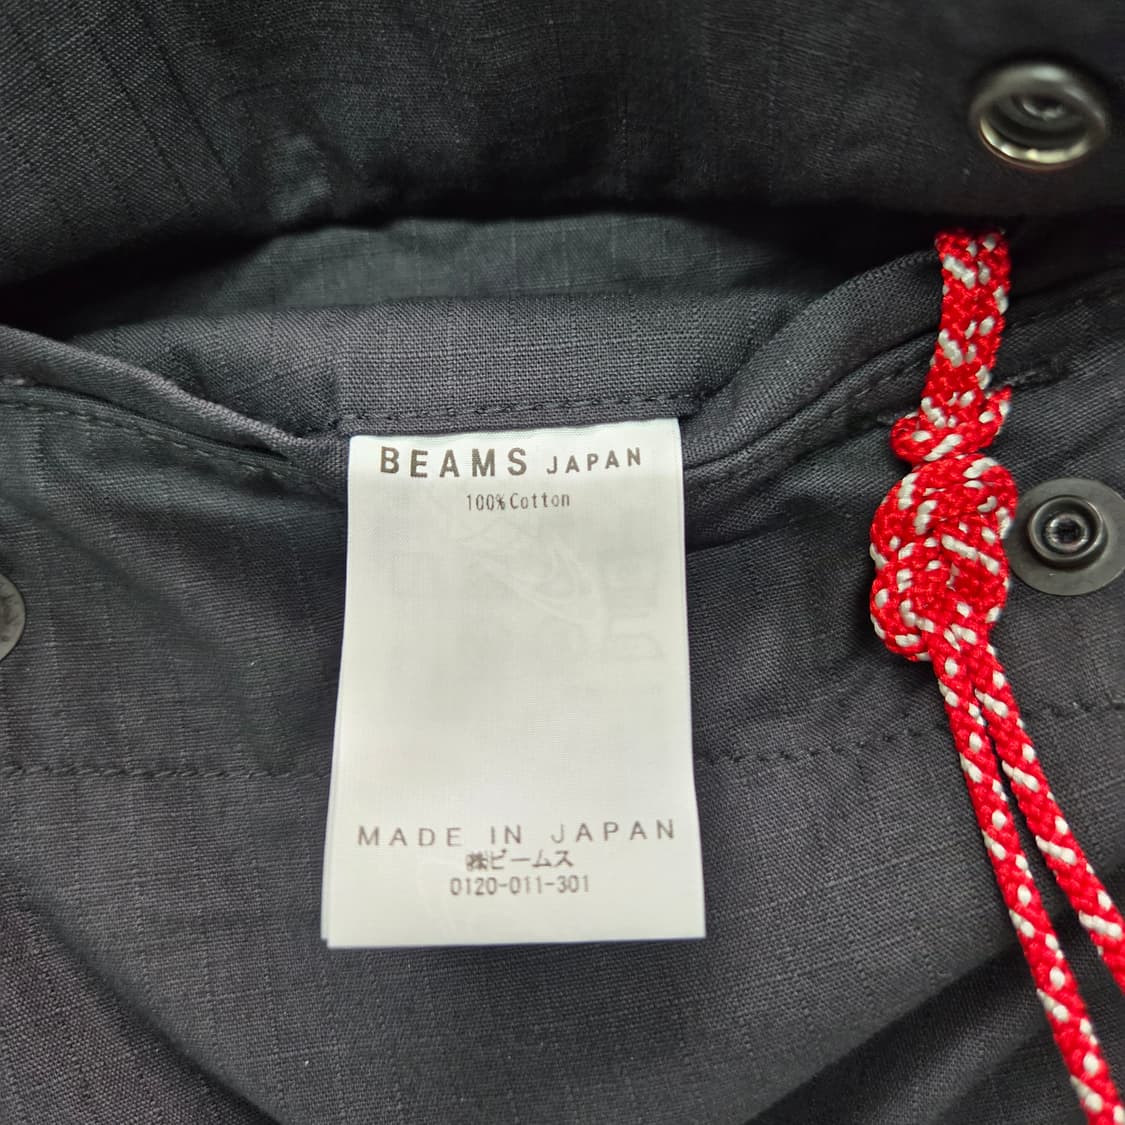 BEAMS JAPAN
100% Cotton
MADE IN JAPAN
㈱ビームス
0120-011-301